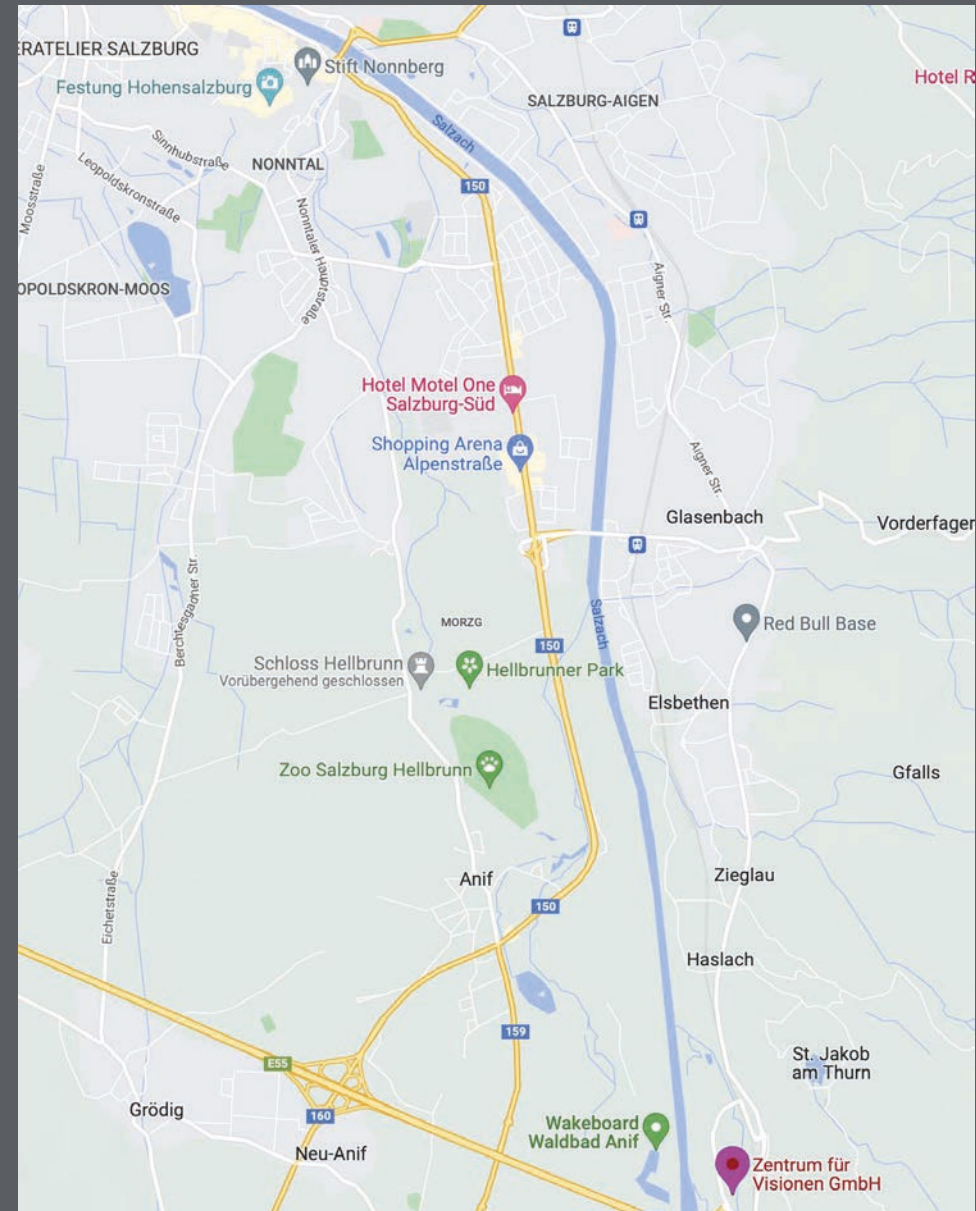 ERATELIER SALZBURG
Stift Nonnberg
Festung Hohensalzburg
Hotel R
SALZBURG-AIGEN
Salzach
Sinnhubstraße
NONNTAL
Leopoldskronstraße
Moosstraße
150
Nonntaler Hauptstraße
OPOLDSKRON-MOOS
Aigner Str.
Hotel Motel One
Salzburg-Süd
Shopping Arena
Alpenstraße
Aigner Str.
Glasenbach
Vorderfager
Berchtesgadner Str.
Salzach
MORZG
Red Bull Base
150
Schloss Hellbrunn
Vorübergehend geschlossen
Hellbrunner Park
Elsbethen
Zoo Salzburg Hellbrunn
Gfalls
Anif
Zieglau
Eichetstraße
150
Haslach
159
E55
St. Jakob
am Thurn
Grödig
160
Wakeboard
Waldbad Anif
Neu-Anif
Zentrum für
Visionen GmbH